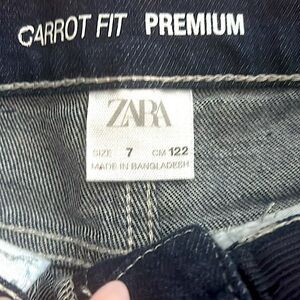 CARROT FIT PREMIUM
ZARA
SIZE 7 CM 122
MADE IN BANGLADESH